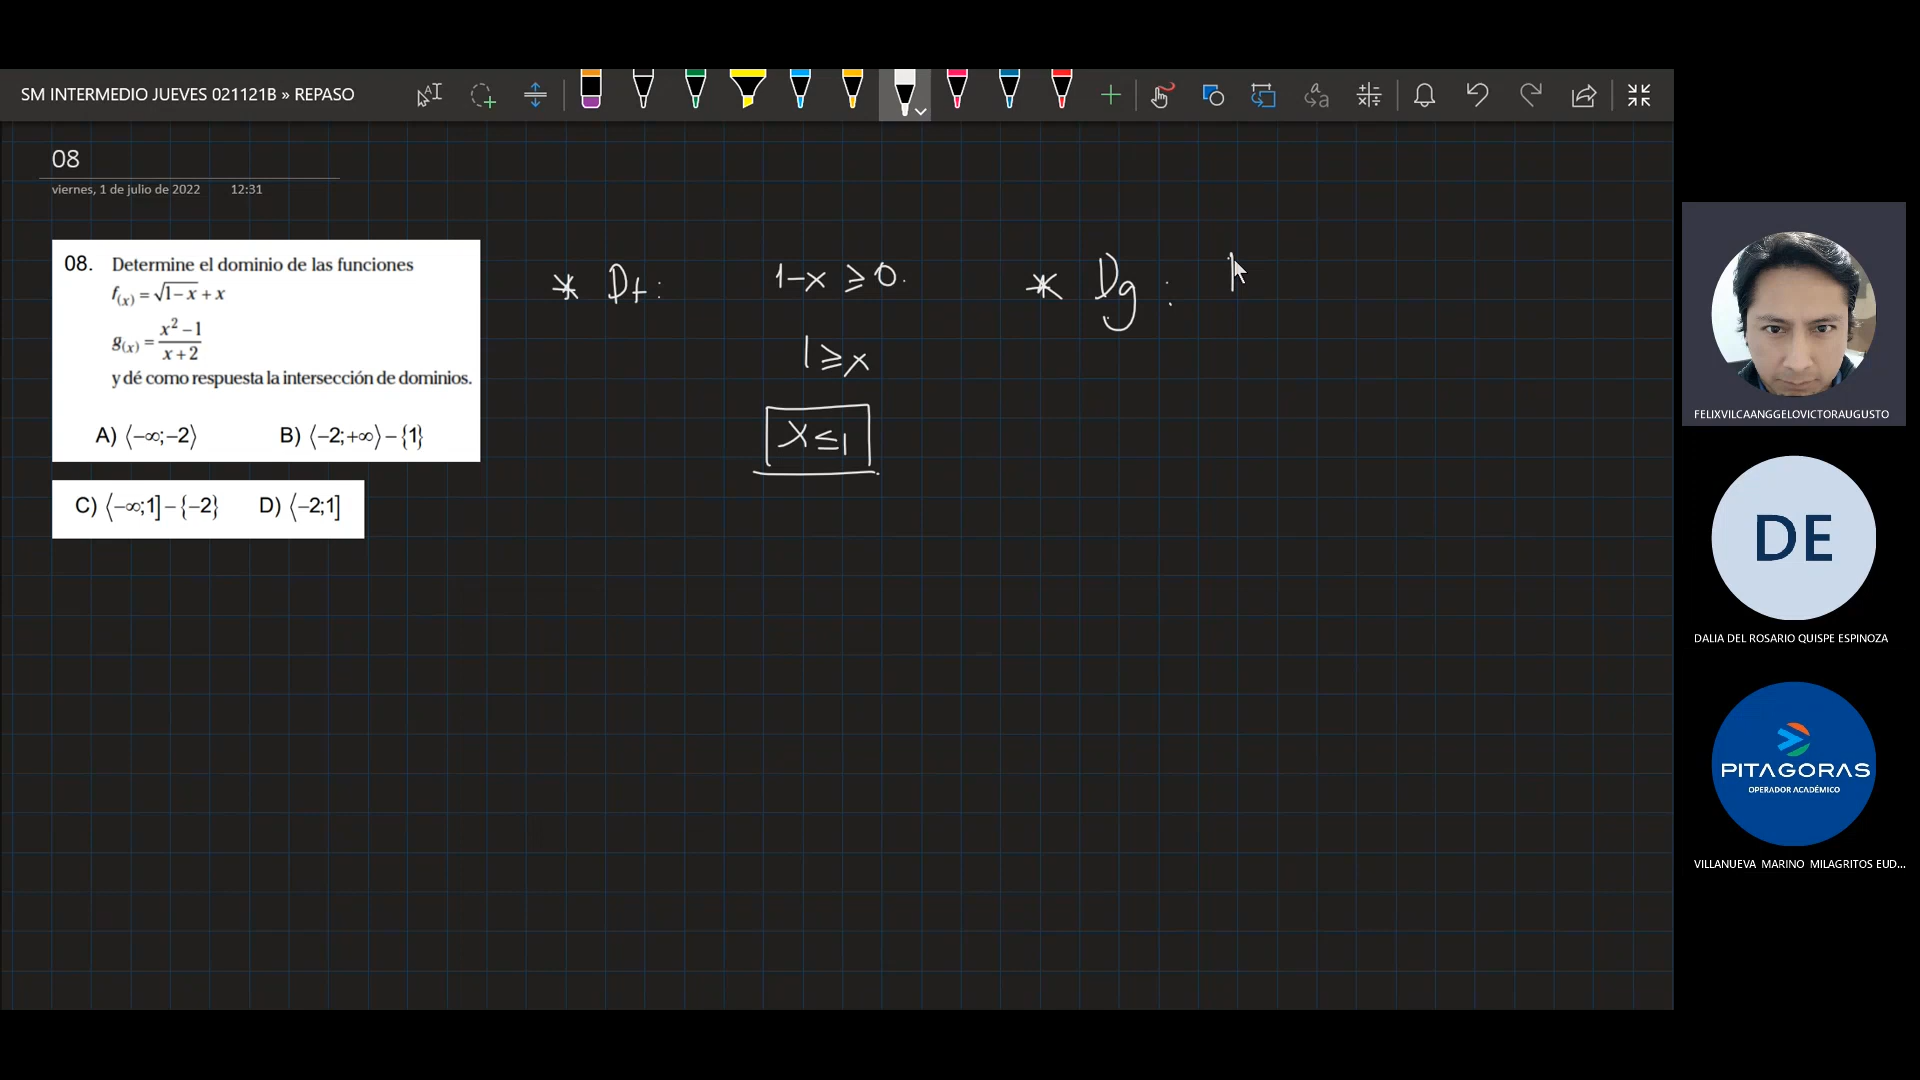 SM INTERMEDIO JUEVES 021121B » REPASO
08
viernes, 1 de julio de 2022 12:31
08. Determine el dominio de las funciones
f(x) = √1−x + x
g(x) = x² −1 / x+2
y dé como respuesta la intersección de dominios.
A) ⟨−∞;−2⟩ B) ⟨−2;+∞⟩ − {1}
C) ⟨−∞;1] − {−2} D) ⟨−2;1]
* Df: 1−x ≥ 0.
1 ≥ x
x ≤ 1
* Dg :
FELIXVILCAANGGELOVICTORAUGUSTO
DE
DALIA DEL ROSARIO QUISPE ESPINOZA
PITAGORAS
OPERADOR ACADÉMICO
VILLANUEVA MARINO MILAGRITOS EUD...